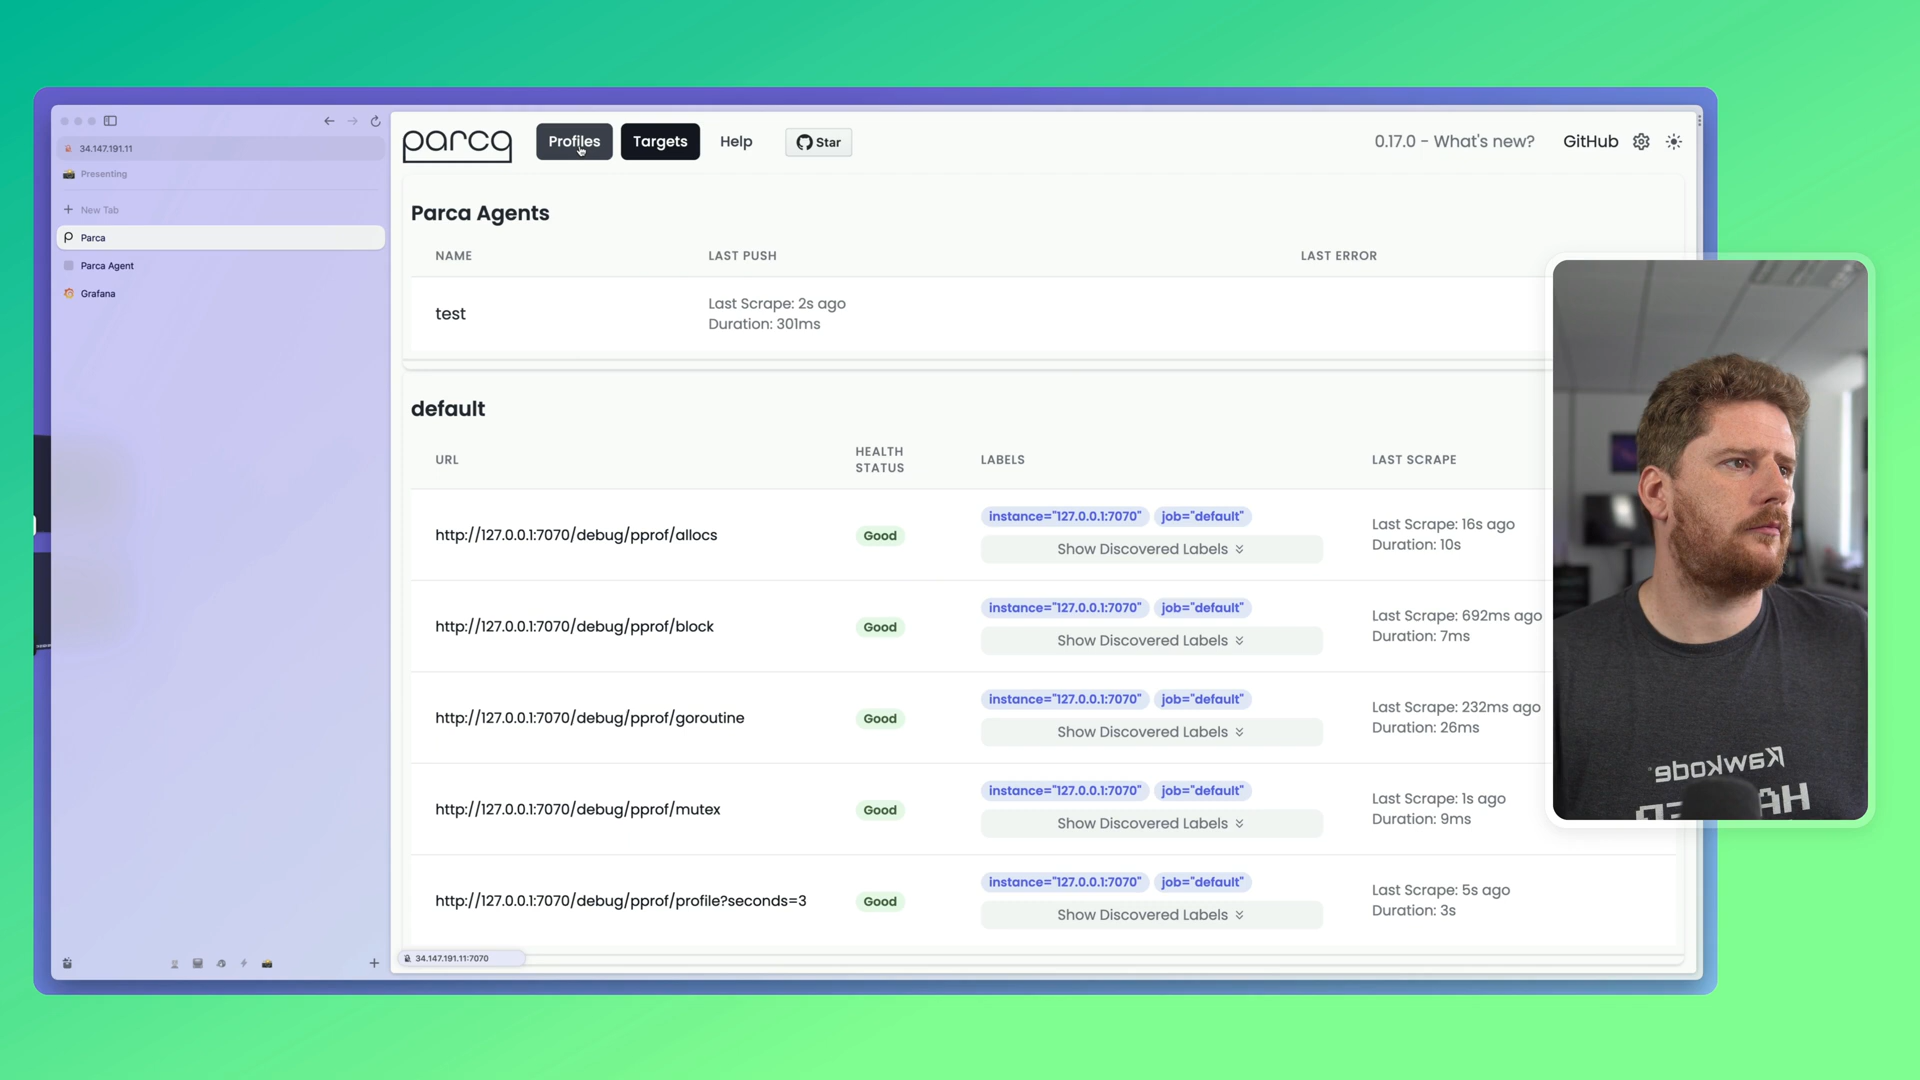 34.147.191.11
Presenting
New Tab
Parca
Parca Agent
Grafana
parca
Profiles
Targets
Help
Star
0.17.0 - What's new?
GitHub
Parca Agents
NAME
LAST PUSH
LAST ERROR
test
Last Scrape: 2s ago
Duration: 301ms
default
URL
HEALTH
STATUS
LABELS
LAST SCRAPE
http://127.0.0.1:7070/debug/pprof/allocs
Good
instance="127.0.0.1:7070" job="default"
Show Discovered Labels
Last Scrape: 16s ago
Duration: 10s
http://127.0.0.1:7070/debug/pprof/block
Good
instance="127.0.0.1:7070" job="default"
Show Discovered Labels
Last Scrape: 692ms ago
Duration: 7ms
http://127.0.0.1:7070/debug/pprof/goroutine
Good
instance="127.0.0.1:7070" job="default"
Show Discovered Labels
Last Scrape: 232ms ago
Duration: 26ms
http://127.0.0.1:7070/debug/pprof/mutex
Good
instance="127.0.0.1:7070" job="default"
Show Discovered Labels
Last Scrape: 1s ago
Duration: 9ms
http://127.0.0.1:7070/debug/pprof/profile?seconds=3
Good
instance="127.0.0.1:7070" job="default"
Show Discovered Labels
Last Scrape: 5s ago
Duration: 3s
34.147.191.11:7070
Rawkode